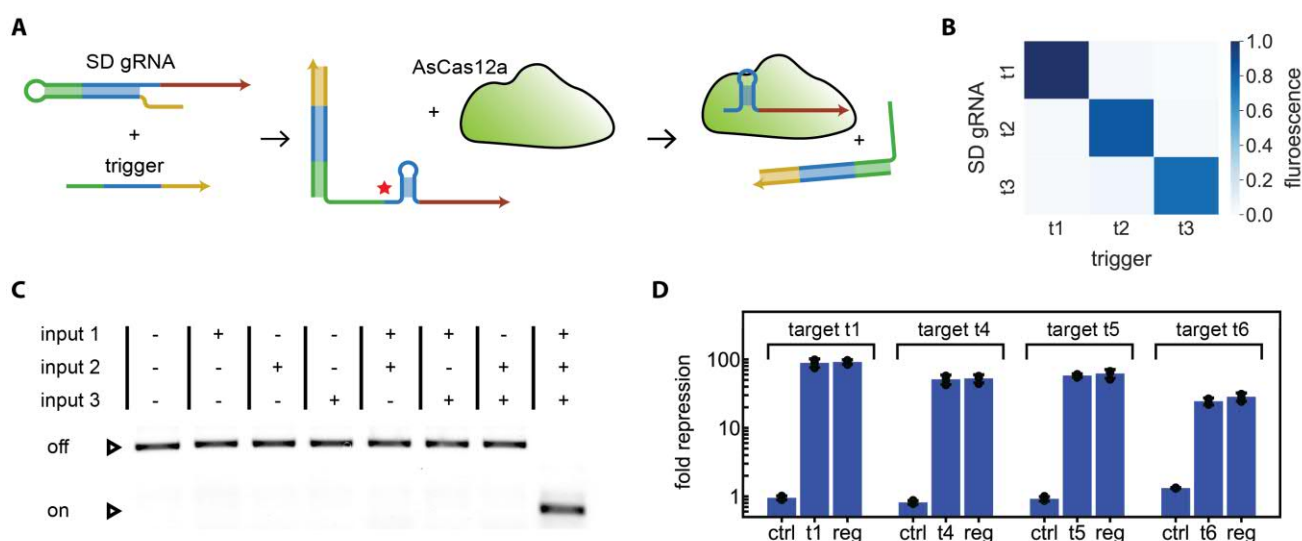 A
SD gRNA
+
trigger
AsCas12a
+
+
B
SD gRNA
t1
t2
t3
t1 t2 t3
trigger
1.0
0.8
0.6
0.4
0.2
0.0
fluroescence
C
input 1 - + - - + + - +
input 2 - - + - + - + +
input 3 - - - + - + + +
off
on
D
fold repression
100
10
1
target t1 target t4 target t5 target t6
ctrl t1 reg ctrl t4 reg ctrl t5 reg ctrl t6 reg